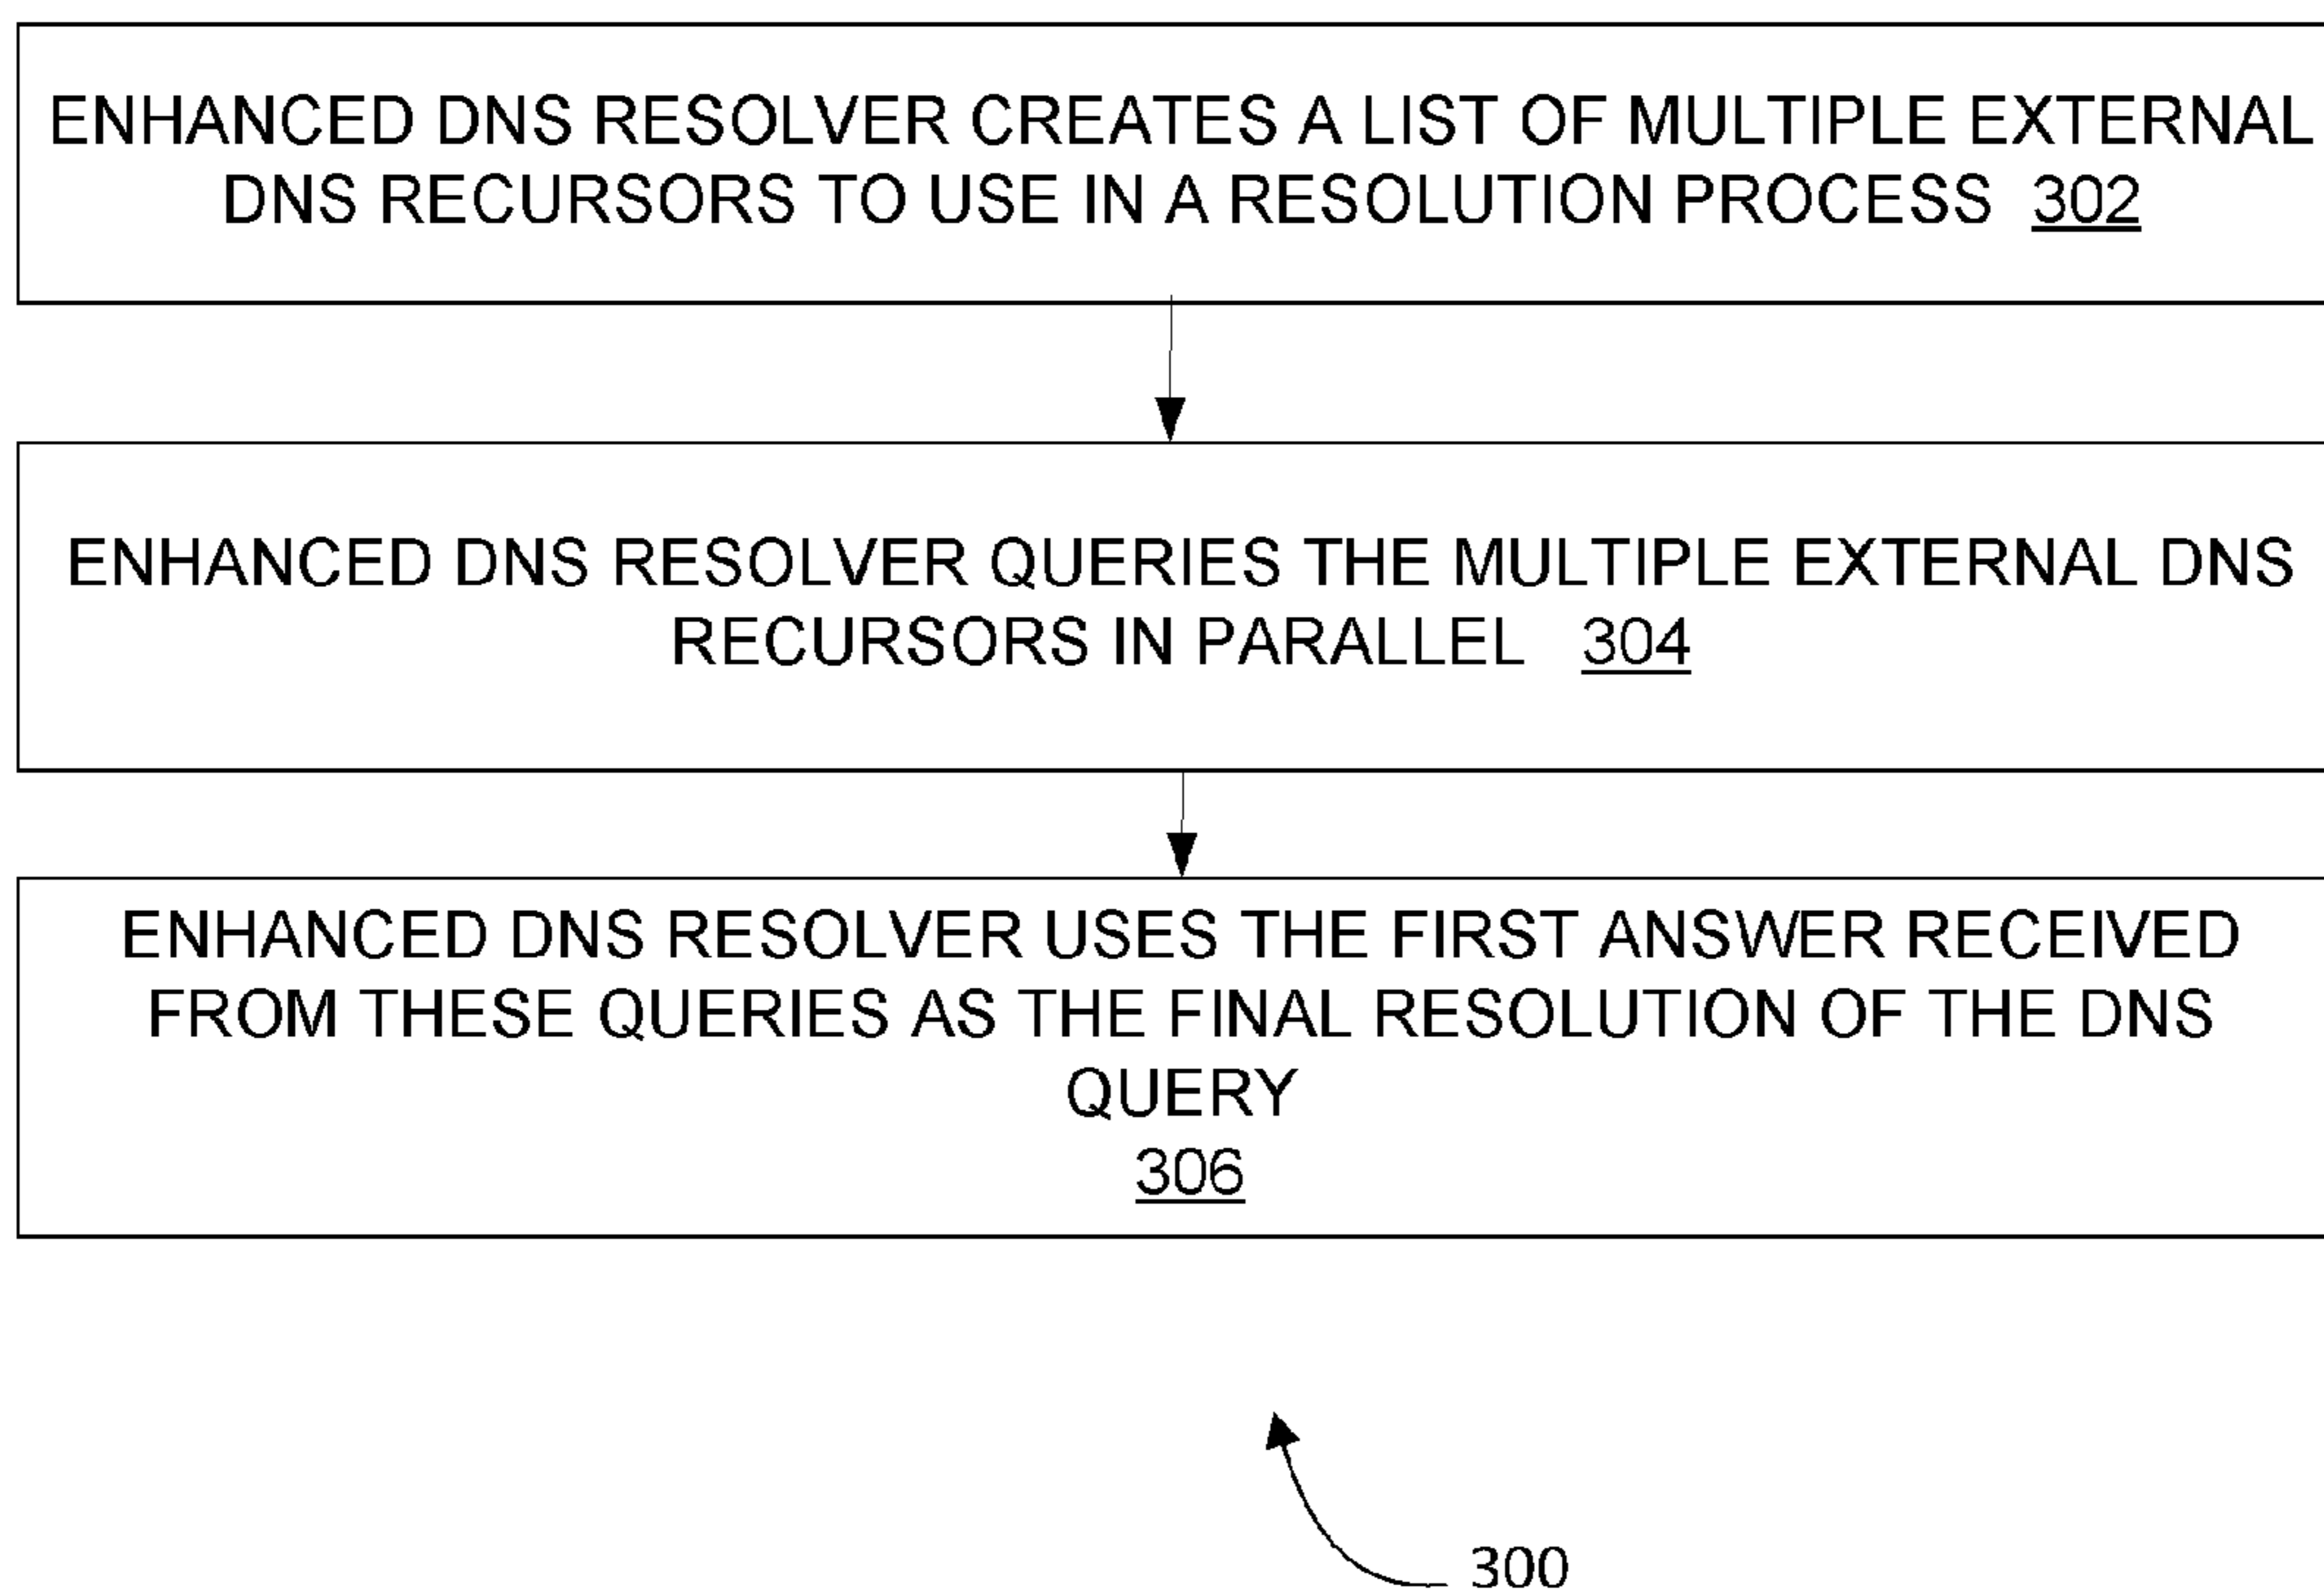 ENHANCED DNS RESOLVER CREATES A LIST OF MULTIPLE EXTERNAL
DNS RECURSORS TO USE IN A RESOLUTION PROCESS 302
ENHANCED DNS RESOLVER QUERIES THE MULTIPLE EXTERNAL DNS
RECURSORS IN PARALLEL 304
ENHANCED DNS RESOLVER USES THE FIRST ANSWER RECEIVED
FROM THESE QUERIES AS THE FINAL RESOLUTION OF THE DNS
QUERY
306
300